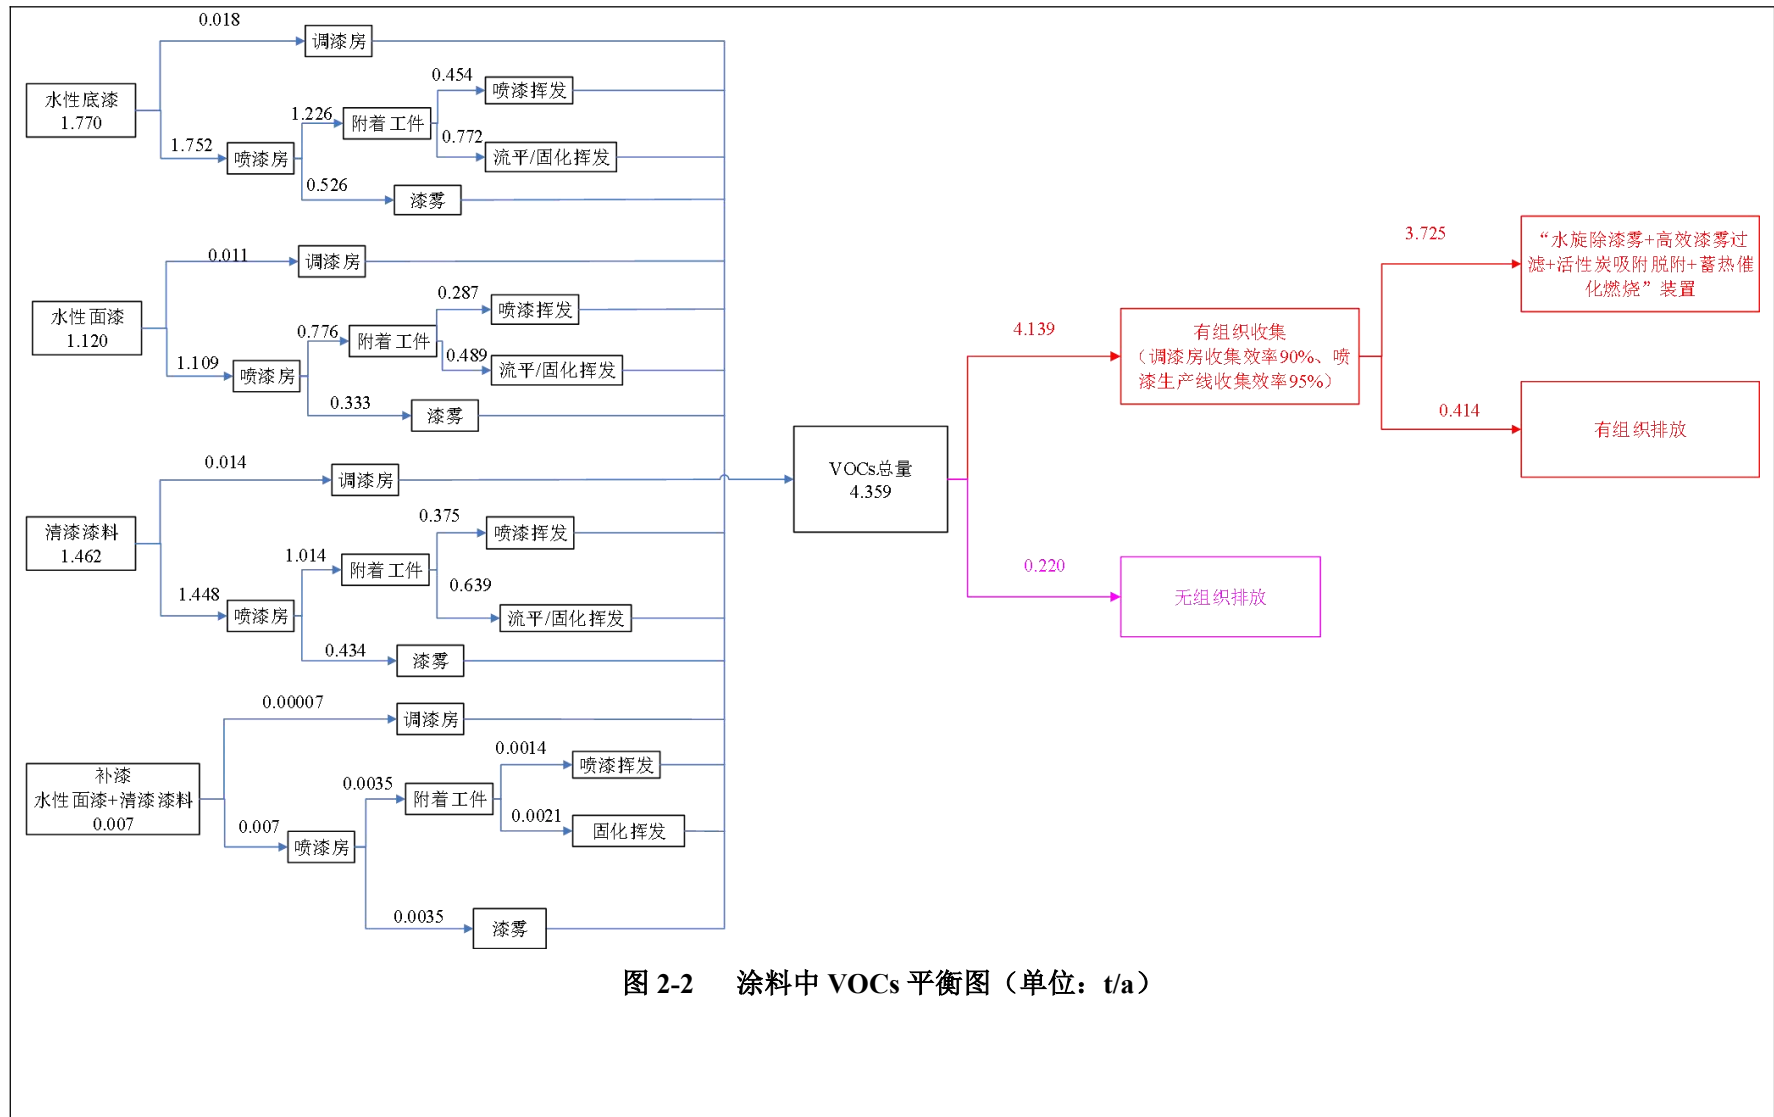 0.018
调漆房
水性底漆
1.770
0.454
喷漆挥发
1.226
附着工件
0.772
流平/固化挥发
1.752
喷漆房
0.526
漆雾
0.011
调漆房
水性面漆
1.120
0.287
喷漆挥发
0.776
附着工件
0.489
流平/固化挥发
1.109
喷漆房
0.333
漆雾
0.014
调漆房
清漆漆料
1.462
0.375
喷漆挥发
1.014
附着工件
0.639
流平/固化挥发
1.448
喷漆房
0.434
漆雾
0.00007
调漆房
补漆
水性面漆+清漆漆料
0.007
0.0014
喷漆挥发
0.0035
附着工件
0.0021
固化挥发
0.007
喷漆房
0.0035
漆雾
VOCs总量
4.359
4.139
有组织收集
（调漆房收集效率90%、喷
漆生产线收集效率95%）
3.725
“水旋除漆雾+高效漆雾过
滤+活性炭吸附脱附+蓄热催
化燃烧”装置
0.414
有组织排放
0.220
无组织排放
图 2-2 涂料中 VOCs 平衡图（单位：t/a）